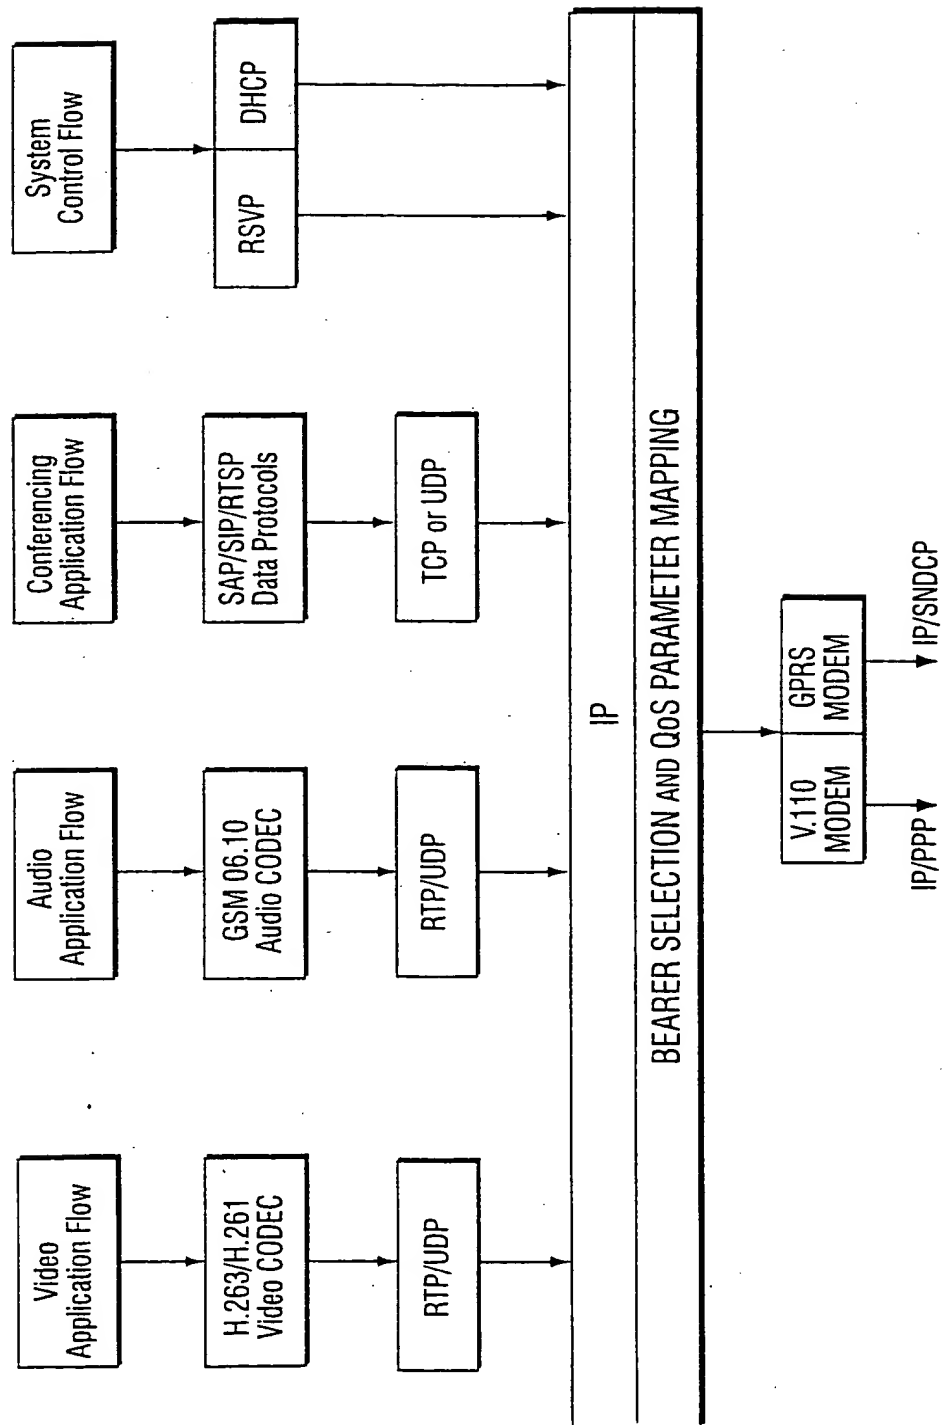 Video
Application Flow
Audio
Application Flow
Conferencing
Application Flow
System
Control Flow
H.263/H.261
Video CODEC
GSM 06.10
Audio CODEC
SAP/SIP/RTSP
Data Protocols
RSVP
DHCP
RTP/UDP
RTP/UDP
TCP or UDP
IP
BEARER SELECTION AND QoS PARAMETER MAPPING
V.110
MODEM
GPRS
MODEM
IP/PPP
IP/SNDCP